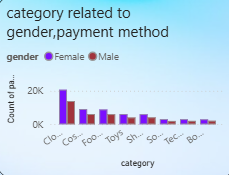 category related to
gender,payment method
gender Female Male
Count of pa...
20K
0K
Clo... Cos... Foo... Toys Sh... So... Tec... Bo...
category